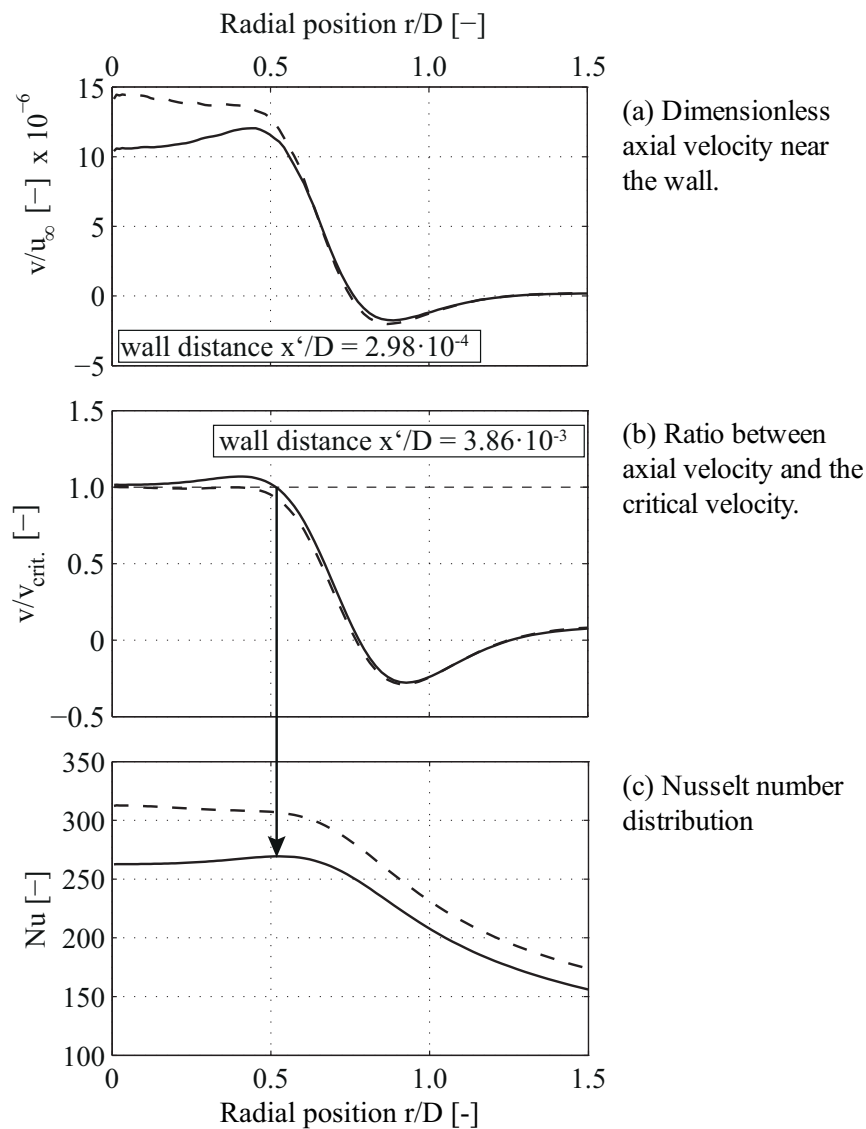 Radial position r/D [−]
0 0.5 1.0 1.5
15
10
5
0
−5
v/u∞ [−] x 10⁻⁶
wall distance x‘/D = 2.98·10⁻⁴
(a) Dimensionless
axial velocity near
the wall.
1.5
1.0
0.5
0
−0.5
v/v_crit. [−]
wall distance x‘/D = 3.86·10⁻³
(b) Ratio between
axial velocity and the
critical velocity.
350
300
250
200
150
100
Nu [−]
(c) Nusselt number
distribution
0 0.5 1.0 1.5
Radial position r/D [-]